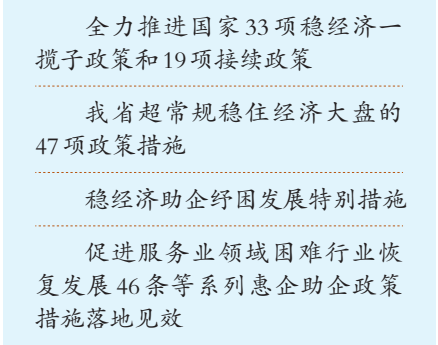 全力推进国家33项稳经济一
揽子政策和19项接续政策
我省超常规稳住经济大盘的
47项政策措施
稳经济助企纾困发展特别措施
促进服务业领域困难行业恢
复发展46条等系列惠企助企政策
措施落地见效